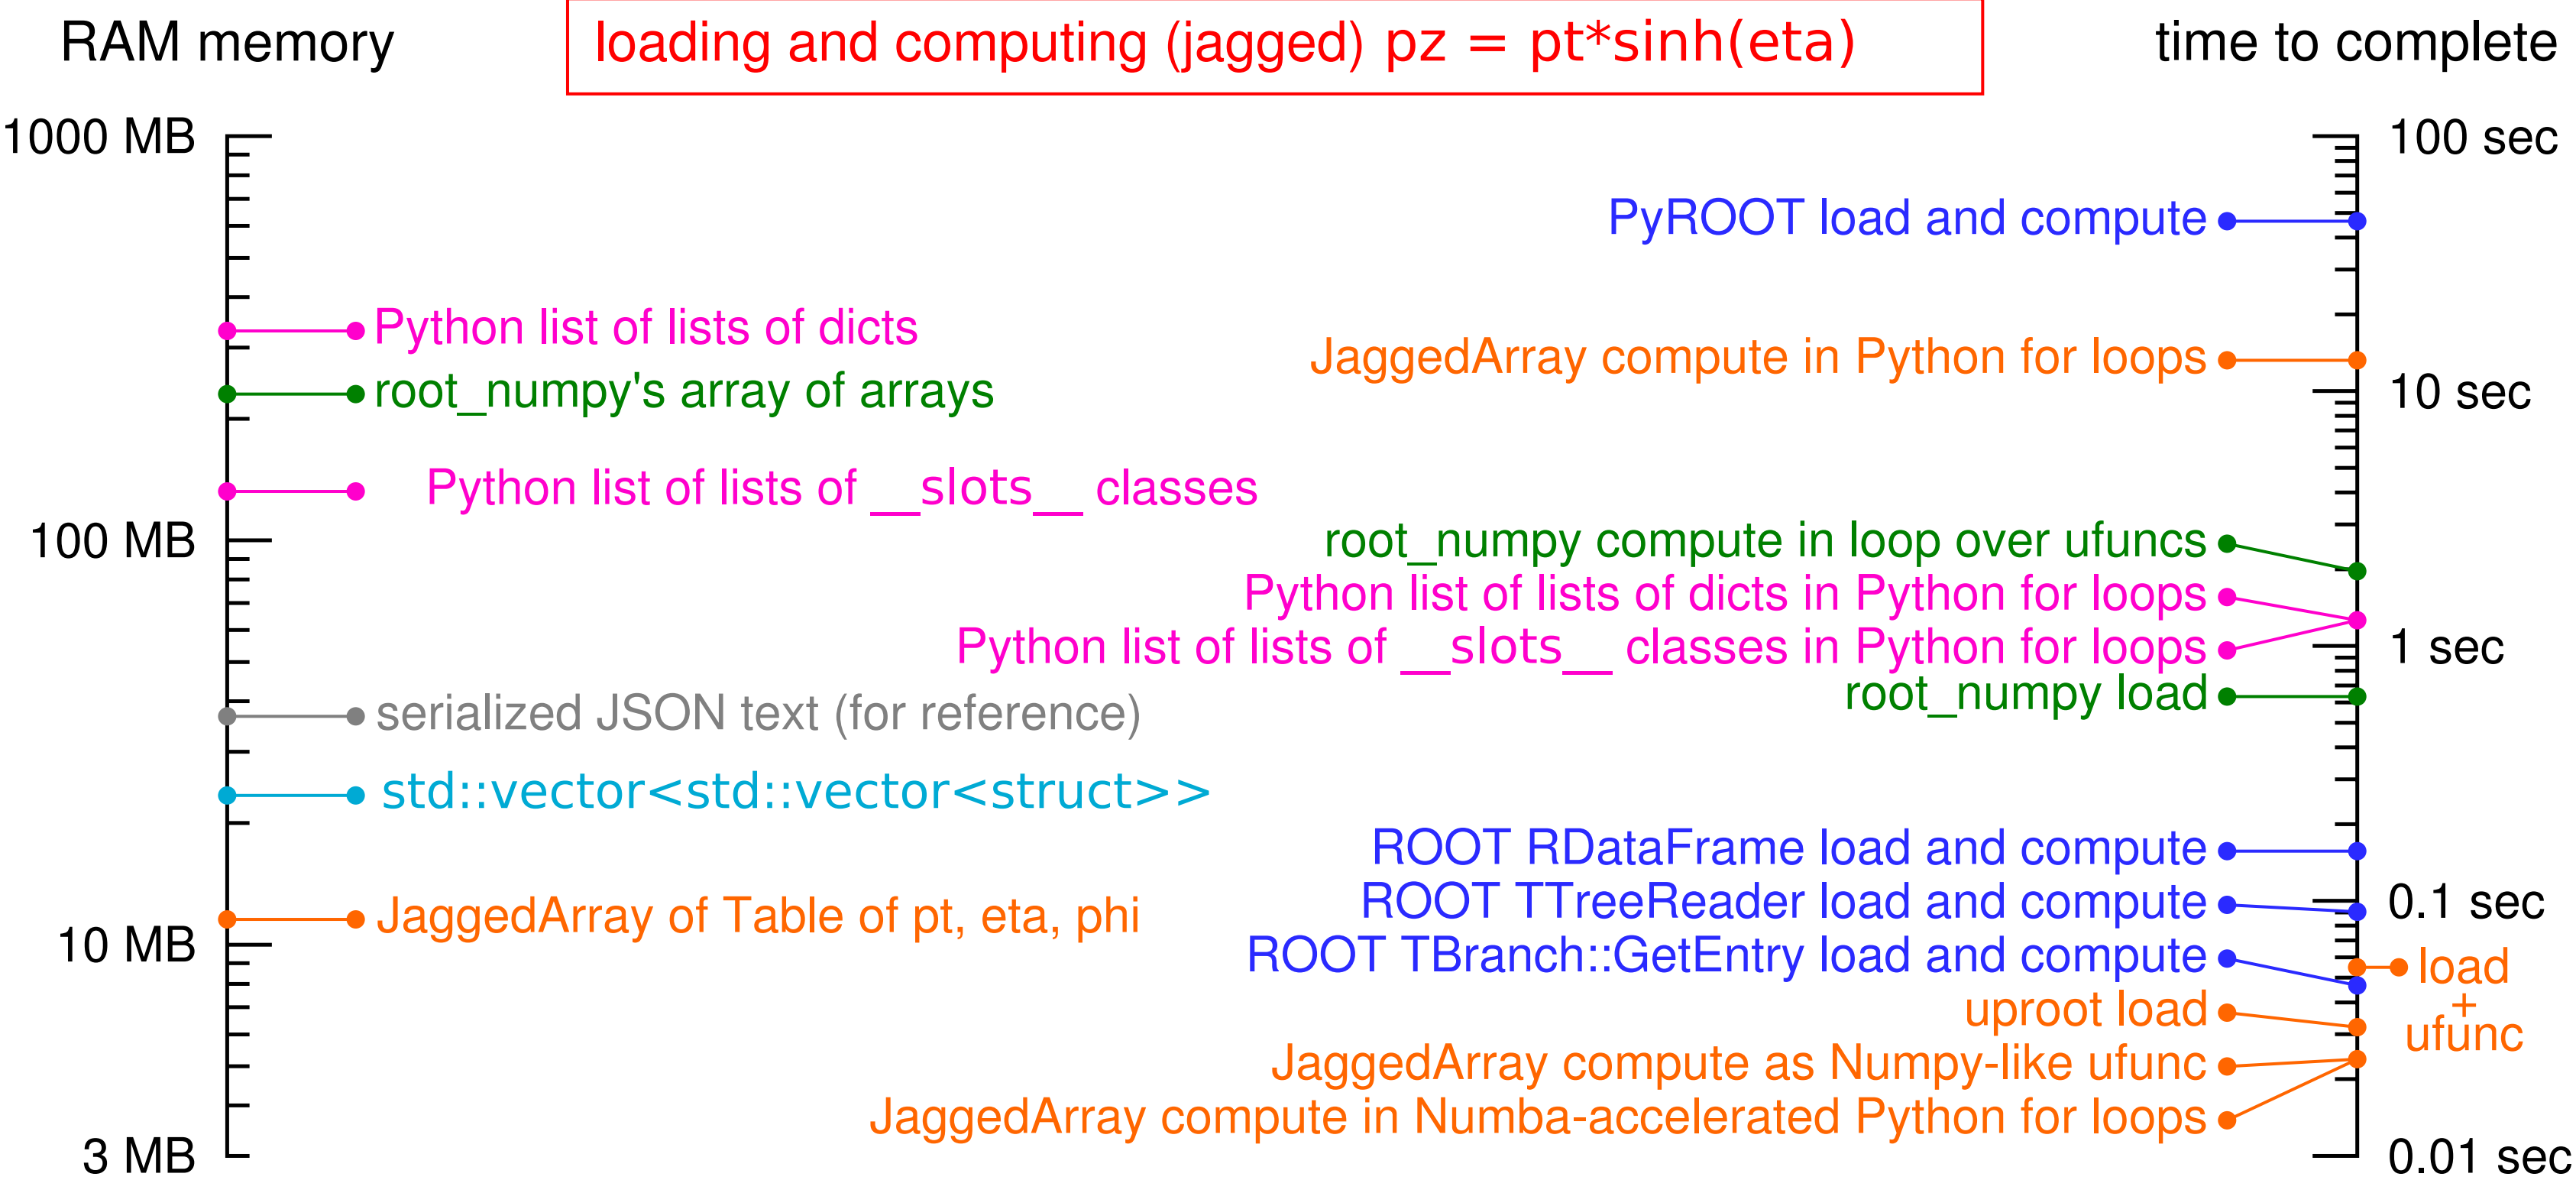 RAM memory
loading and computing (jagged) pz = pt*sinh(eta)
time to complete
1000 MB
100 MB
10 MB
3 MB
Python list of lists of dicts
root_numpy's array of arrays
Python list of lists of __slots__ classes
serialized JSON text (for reference)
std::vector<std::vector<struct>>
JaggedArray of Table of pt, eta, phi
PyROOT load and compute
JaggedArray compute in Python for loops
root_numpy compute in loop over ufuncs
Python list of lists of dicts in Python for loops
Python list of lists of __slots__ classes in Python for loops
root_numpy load
ROOT RDataFrame load and compute
ROOT TTreeReader load and compute
ROOT TBranch::GetEntry load and compute
uproot load
JaggedArray compute as Numpy-like ufunc
JaggedArray compute in Numba-accelerated Python for loops
100 sec
10 sec
1 sec
0.1 sec
load
+
ufunc
0.01 sec